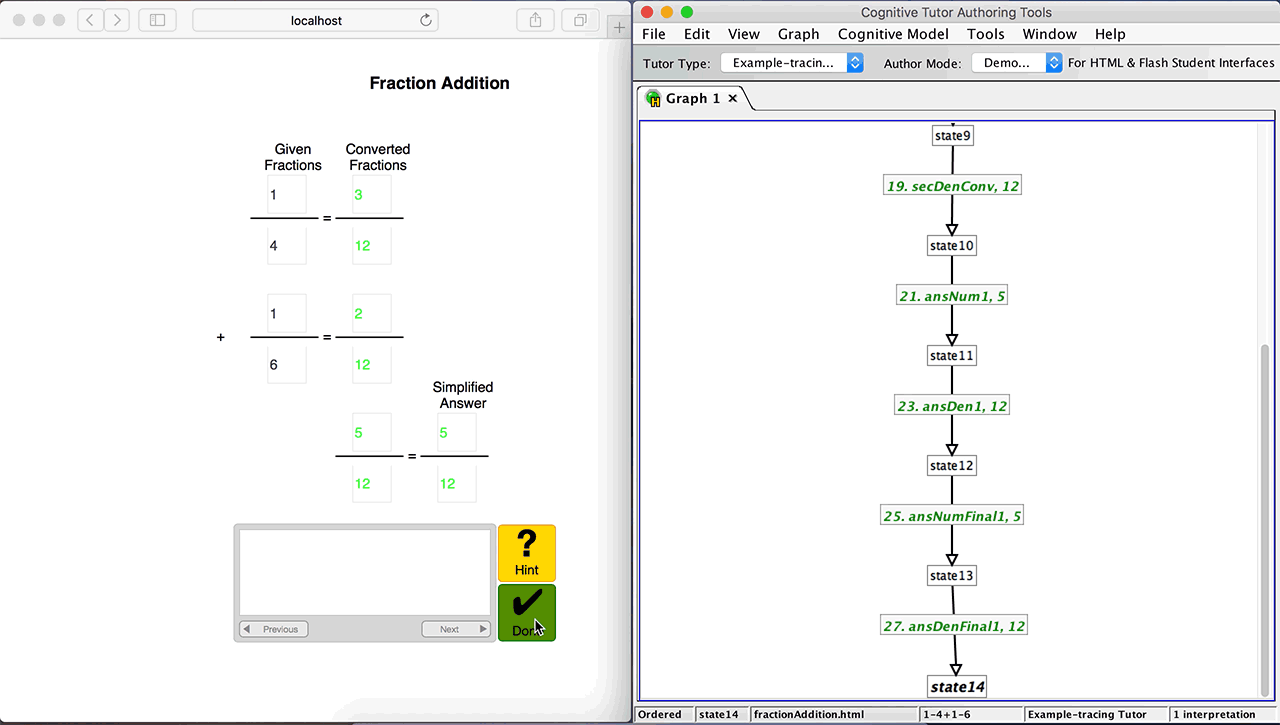 localhost
Fraction Addition
Given Fractions
Converted Fractions
1 3
=
4 12
1 2
+ =
6 12
Simplified Answer
5 5
=
12 12
? Hint
Previous Next
Cognitive Tutor Authoring Tools
File Edit View Graph Cognitive Model Tools Window Help
Tutor Type: Example-tracin... Author Mode: Demo... For HTML & Flash Student Interfaces
H Graph 1 ×
state9
19. secDenConv, 12
state10
21. ansNum1, 5
state11
23. ansDen1, 12
state12
25. ansNumFinal1, 5
state13
27. ansDenFinal1, 12
state14
Ordered state14 fractionAddition.html 1-4+1-6 Example-tracing Tutor 1 interpretation